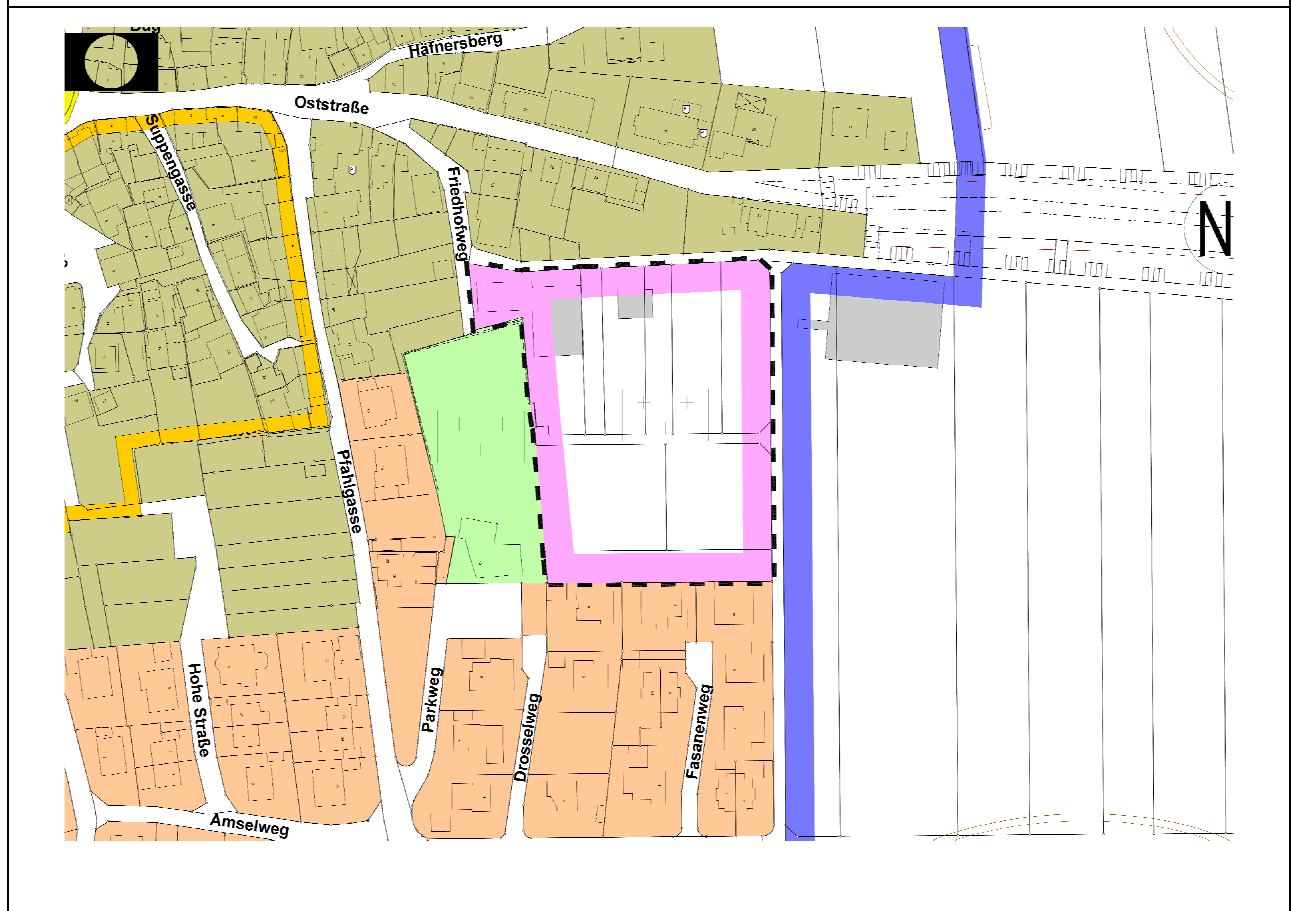 Häfnersberg
Oststraße
Suppengasse
Friedhofweg
N
Pfahlgasse
Hohe Straße
Parkweg
Drosselweg
Fasanenweg
Amselweg